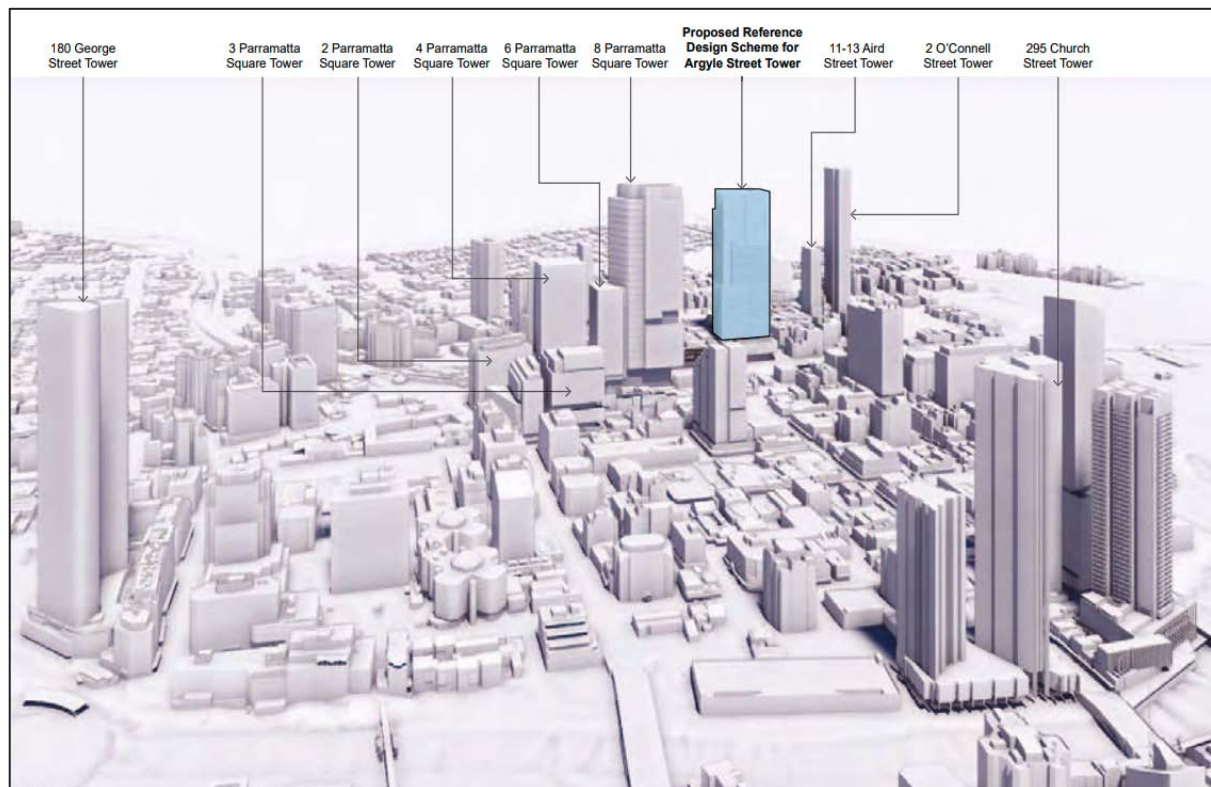 180 George
Street Tower
3 Parramatta
Square Tower
2 Parramatta
Square Tower
4 Parramatta
Square Tower
6 Parramatta
Square Tower
8 Parramatta
Square Tower
Proposed Reference
Design Scheme for
Argyle Street Tower
11-13 Aird
Street Tower
2 O'Connell
Street Tower
295 Church
Street Tower